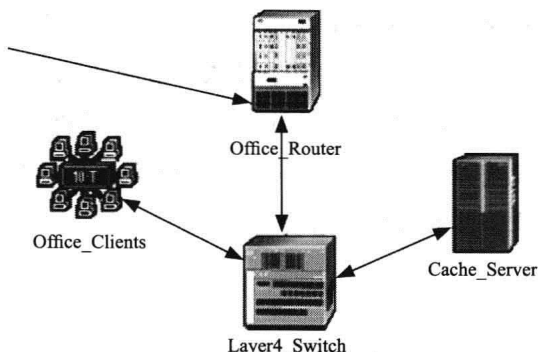 Office_Router
10-T
Office_Clients
Cache_Server
Layer4_Switch